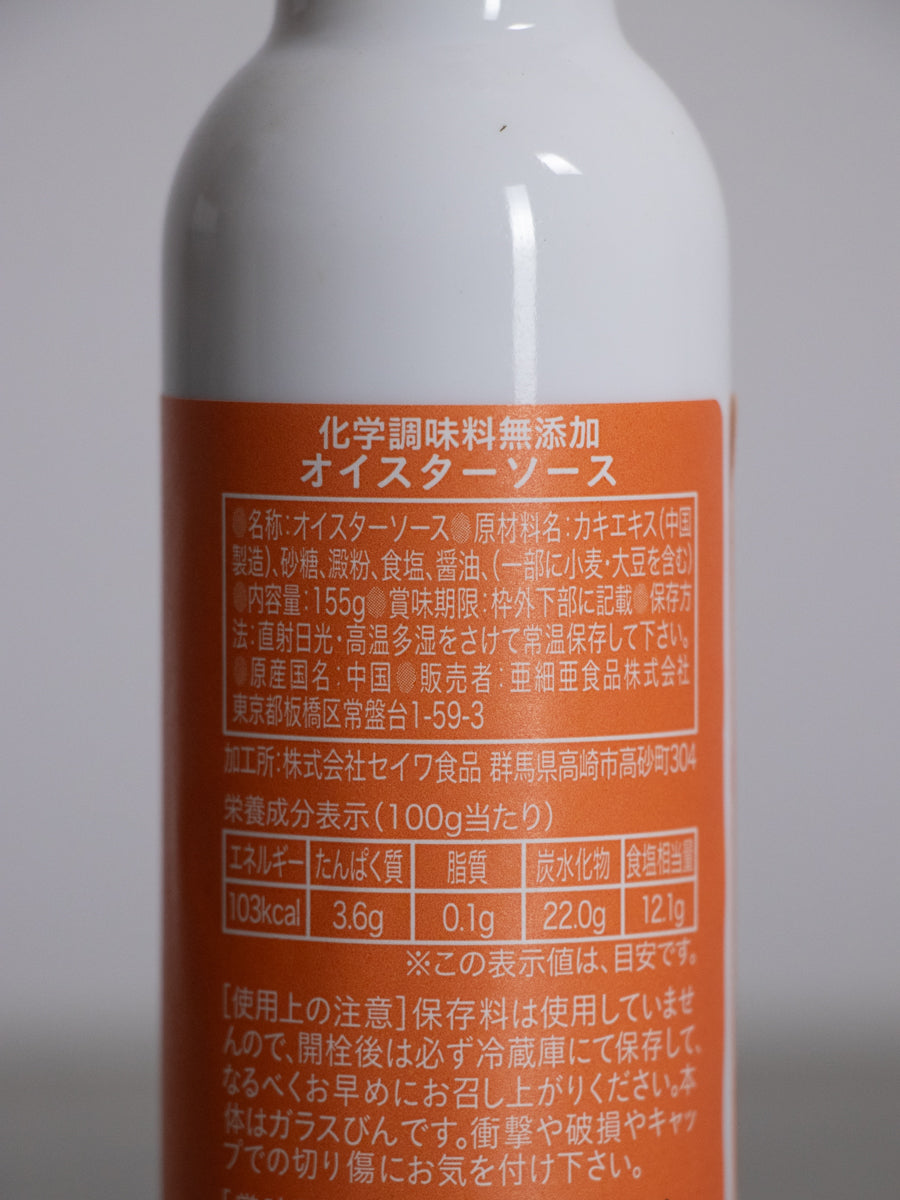 化学調味料無添加
オイスターソース
●名称:オイスターソース●原材料名:カキエキス(中国
製造)、砂糖、澱粉、食塩、醤油、(一部に小麦・大豆を含む)
●内容量:155g●賞味期限:枠外下部に記載●保存方
法:直射日光・高温多湿をさけて常温保存して下さい。
●原産国名:中国●販売者:亜細亜食品株式会社
東京都板橋区常盤台1-59-3
加工所:株式会社セイワ食品 群馬県高崎市高砂町304
栄養成分表示(100g当たり)
エネルギー たんぱく質 脂質 炭水化物 食塩相当量
103kcal 3.6g 0.1g 22.0g 12.1g
※この表示値は、目安です。
[使用上の注意]保存料は使用していませ
んので、開栓後は必ず冷蔵庫にて保存して、
なるべくお早めにお召し上がりください。本
体はガラスびんです。衝撃や破損やキャッ
プでの切り傷にお気を付け下さい。